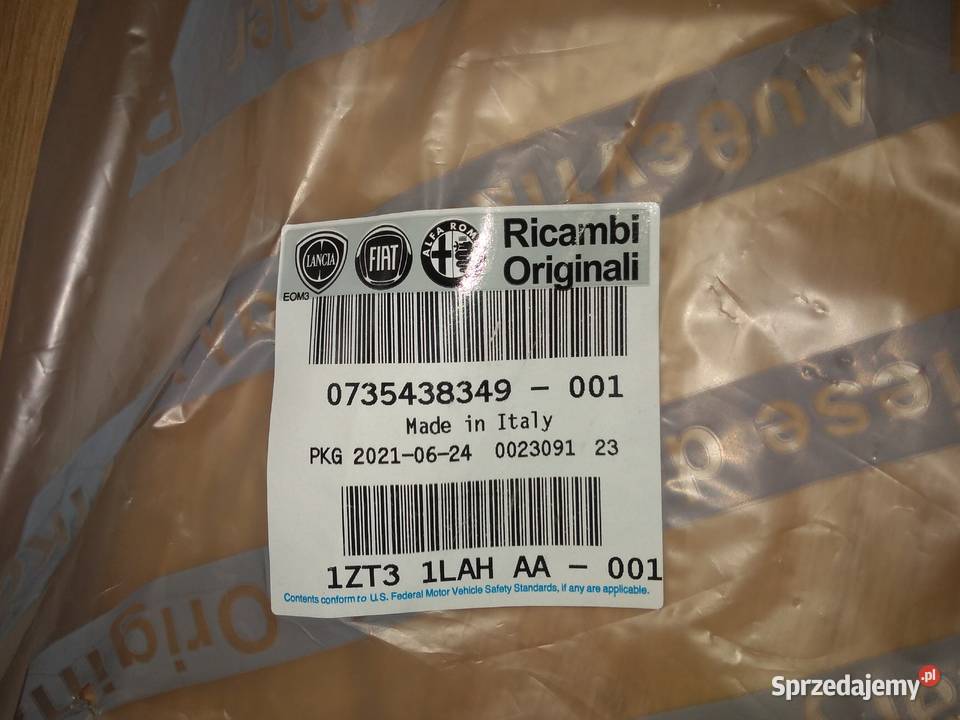 LANCIA
FIAT
ALFA ROM
Ricambi
Originali
EOM3
0735438349 - 001
Made in Italy
PKG 2021-06-24 0023091 23
1ZT3 1LAH AA - 001
Contents conform to U.S. Federal Motor Vehicle Safety Standards, if any are applicable.
Sprzedajemy.pl